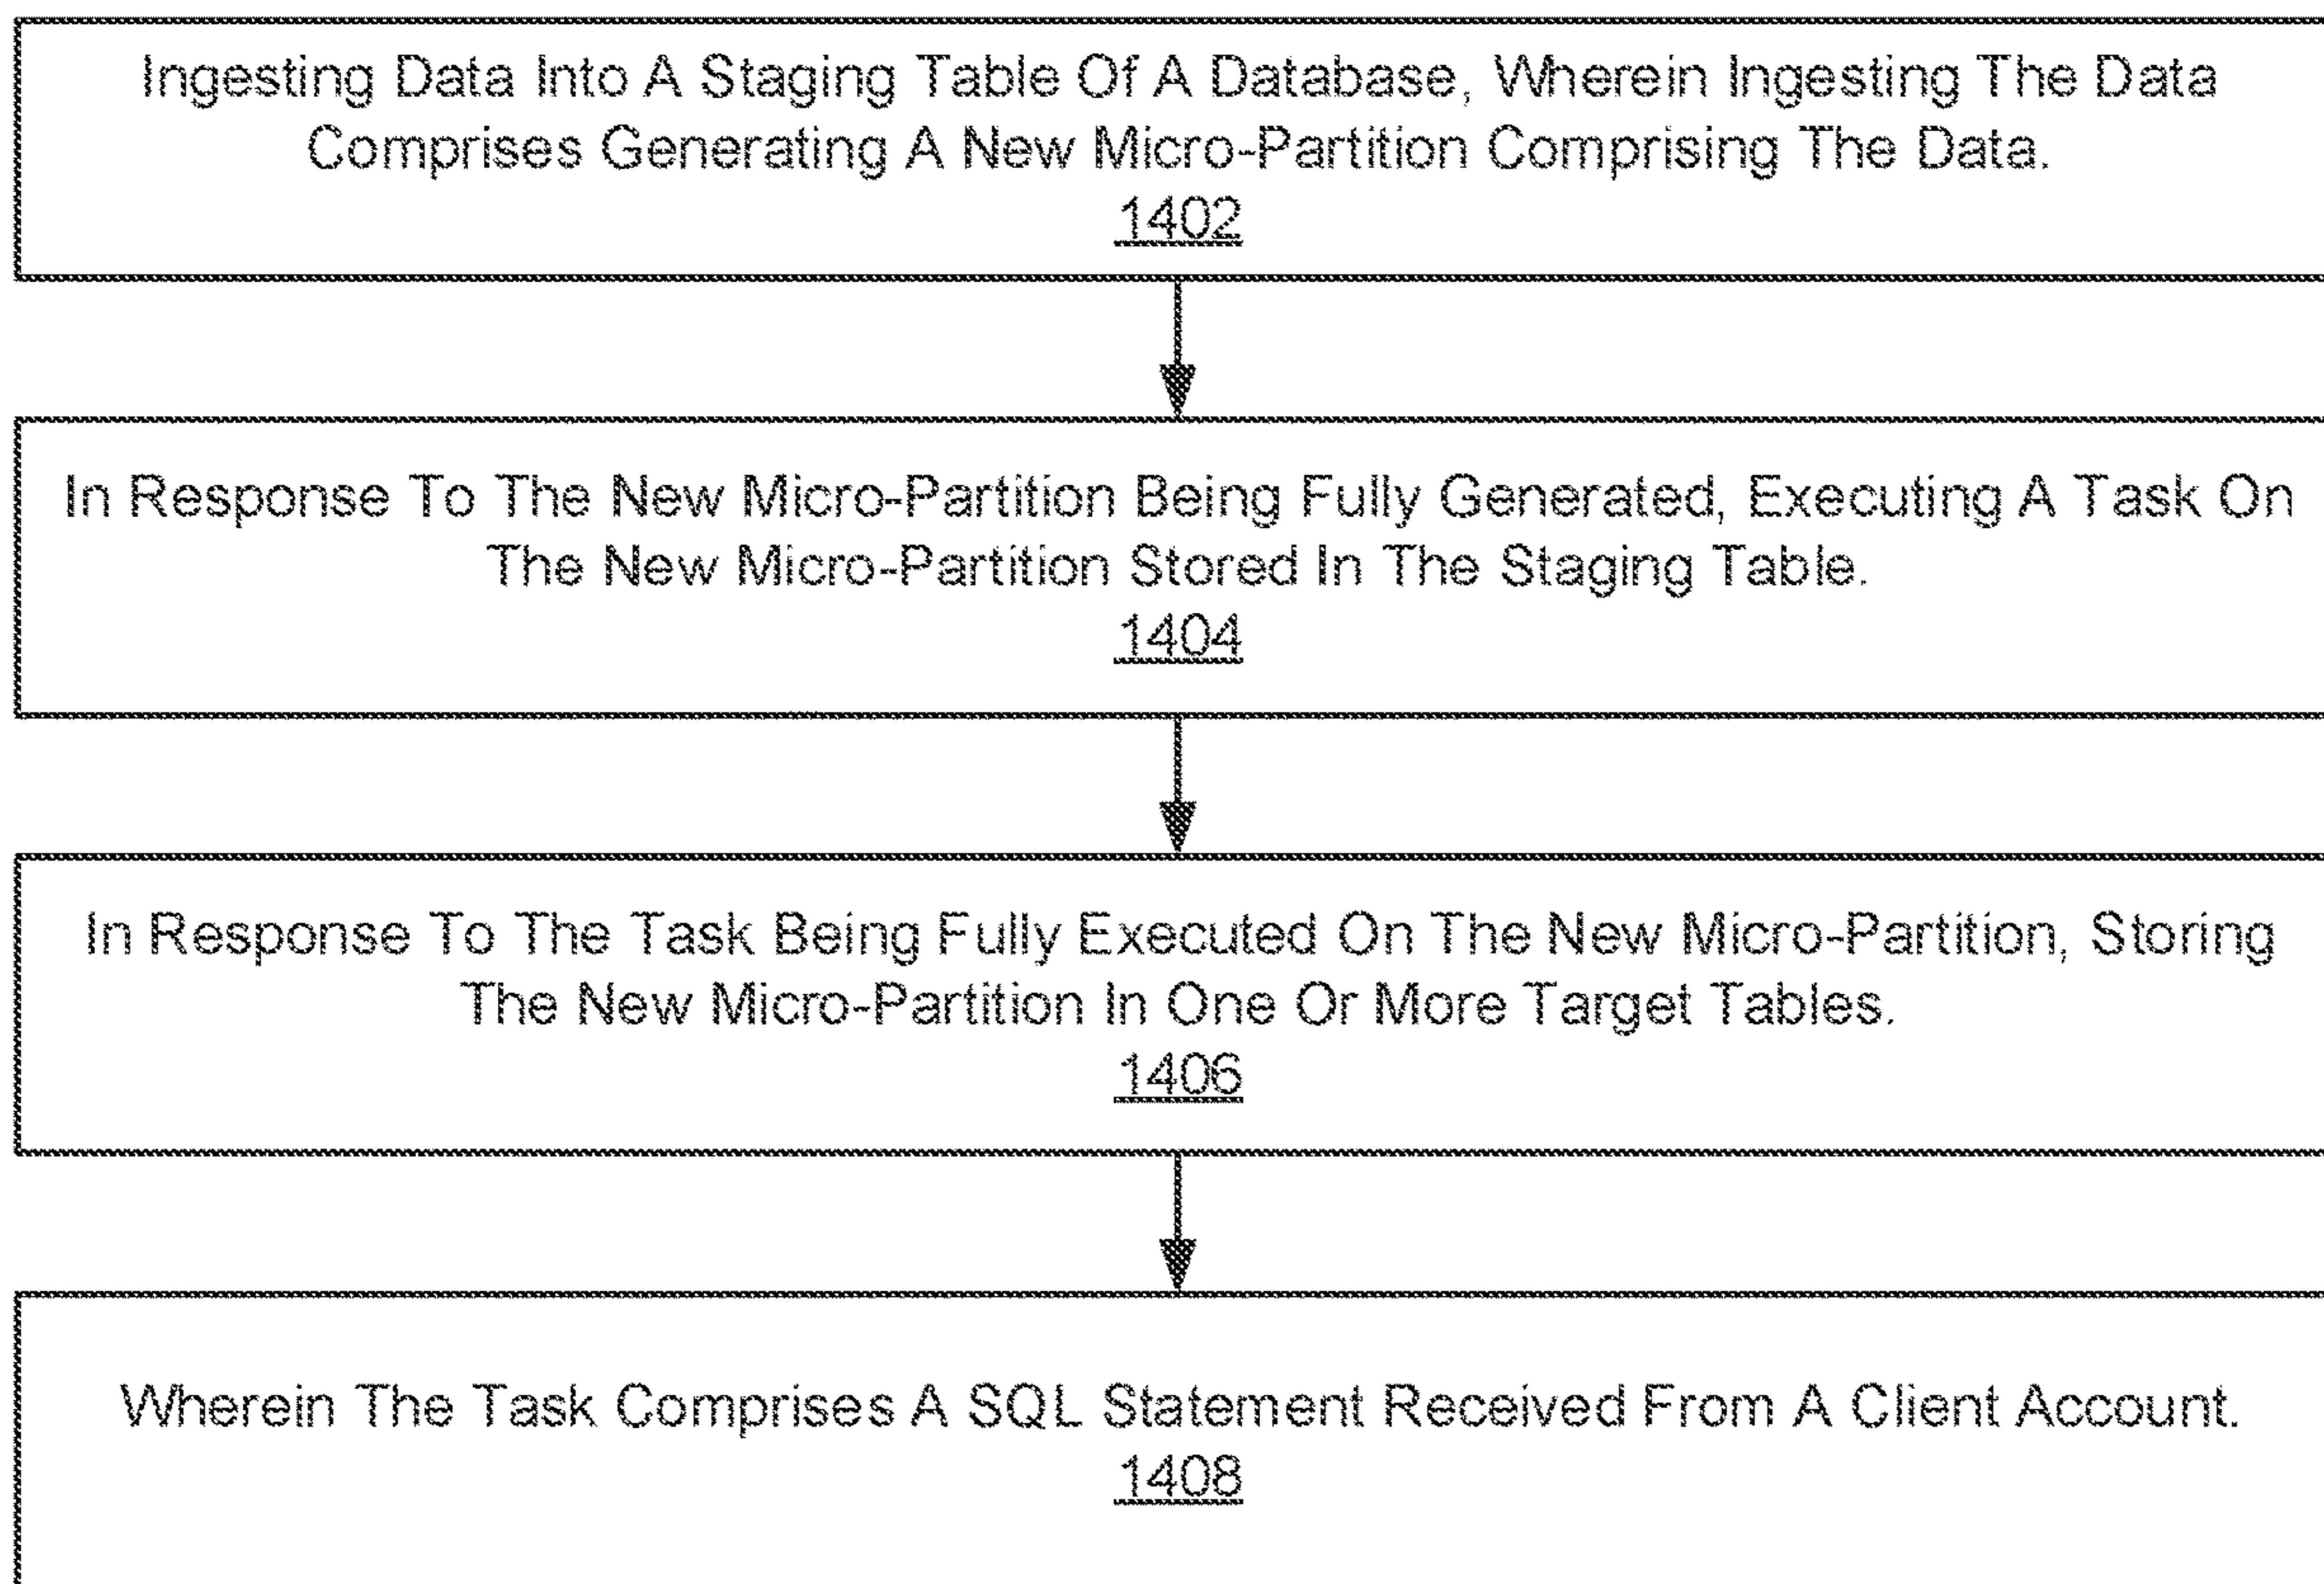 Ingesting Data Into A Staging Table Of A Database, Wherein Ingesting The Data
Comprises Generating A New Micro-Partition Comprising The Data.
1402
In Response To The New Micro-Partition Being Fully Generated, Executing A Task On
The New Micro-Partition Stored In The Staging Table.
1404
In Response To The Task Being Fully Executed On The New Micro-Partition, Storing
The New Micro-Partition In One Or More Target Tables.
1406
Wherein The Task Comprises A SQL Statement Received From A Client Account.
1408